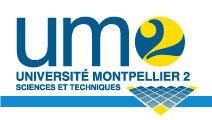 um2
UNIVERSITÉ MONTPELLIER 2
SCIENCES ET TECHNIQUES